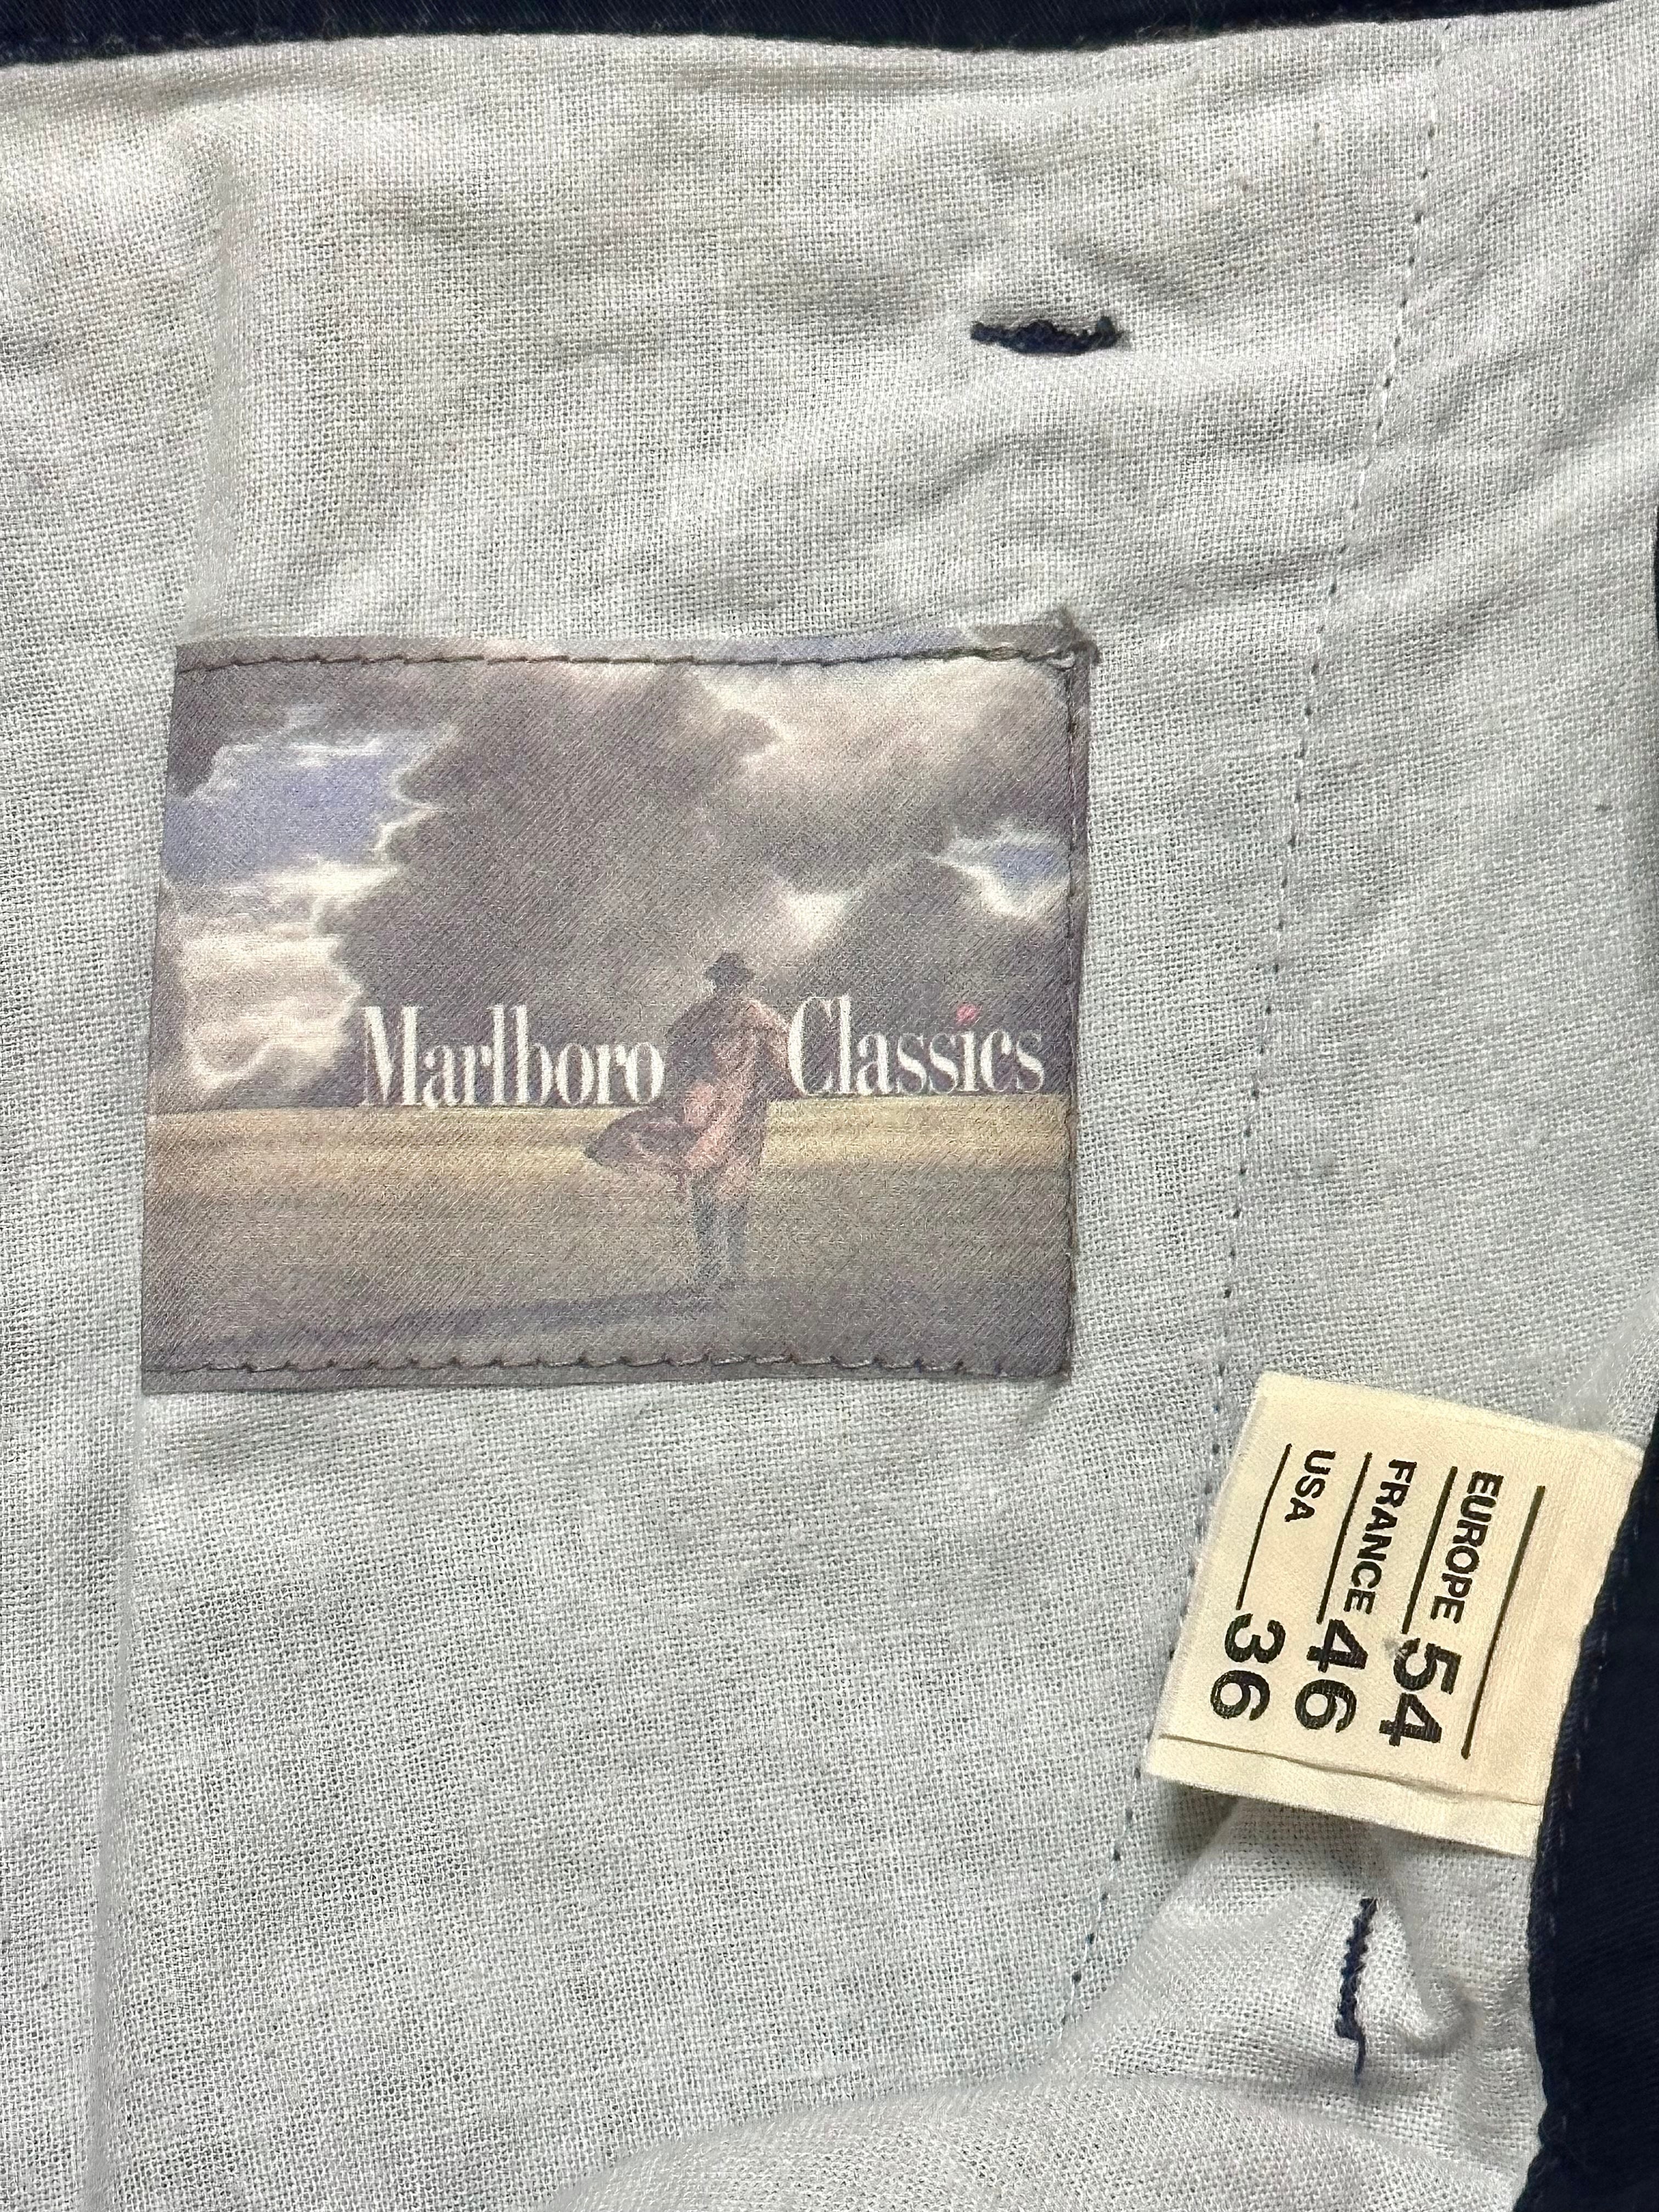 Marlboro Classics
EUROPE 54
FRANCE 46
USA 36